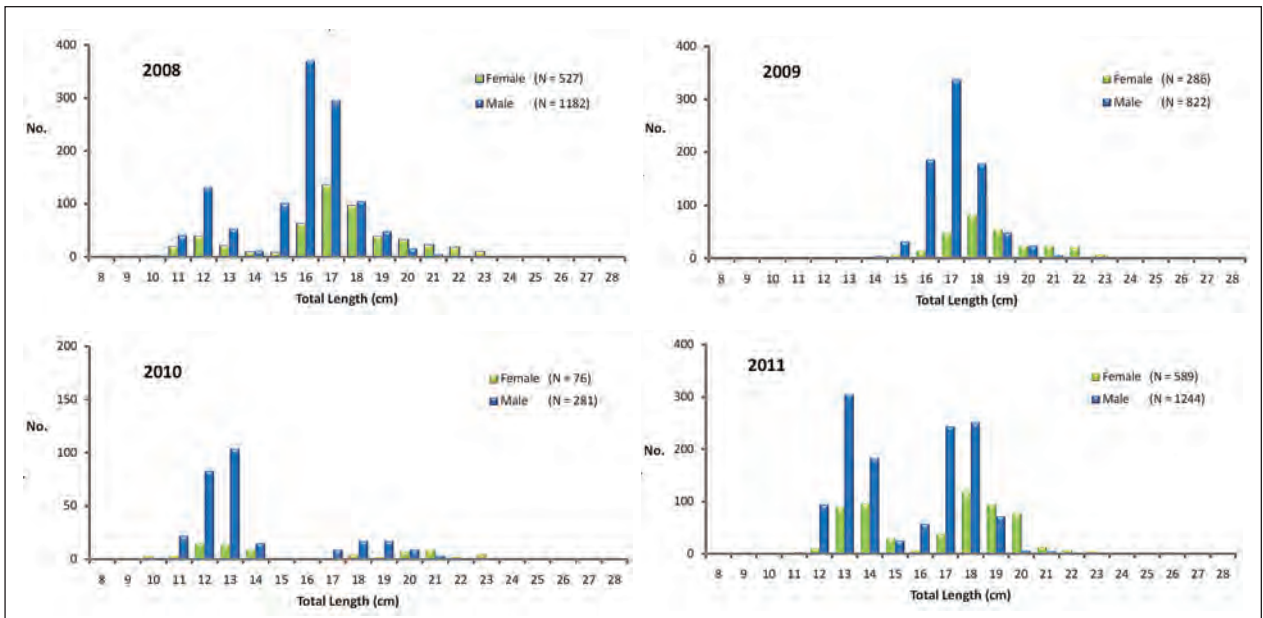 2008
Female (N = 527)
Male (N = 1182)
400
300
No.
200
100
0
8 9 10 11 12 13 14 15 16 17 18 19 20 21 22 23 24 25 26 27 28
Total Length (cm)
2009
Female (N = 286)
Male (N = 822)
400
300
No.
200
100
0
8 9 10 11 12 13 14 15 16 17 18 19 20 21 22 23 24 25 26 27 28
Total Length (cm)
2010
Female (N = 76)
Male (N = 281)
200
150
No.
100
50
0
8 9 10 11 12 13 14 15 16 17 18 19 20 21 22 23 24 25 26 27 28
Total Length (cm)
2011
Female (N = 589)
Male (N = 1244)
400
300
No.
200
100
0
8 9 10 11 12 13 14 15 16 17 18 19 20 21 22 23 24 25 26 27 28
Total Length (cm)